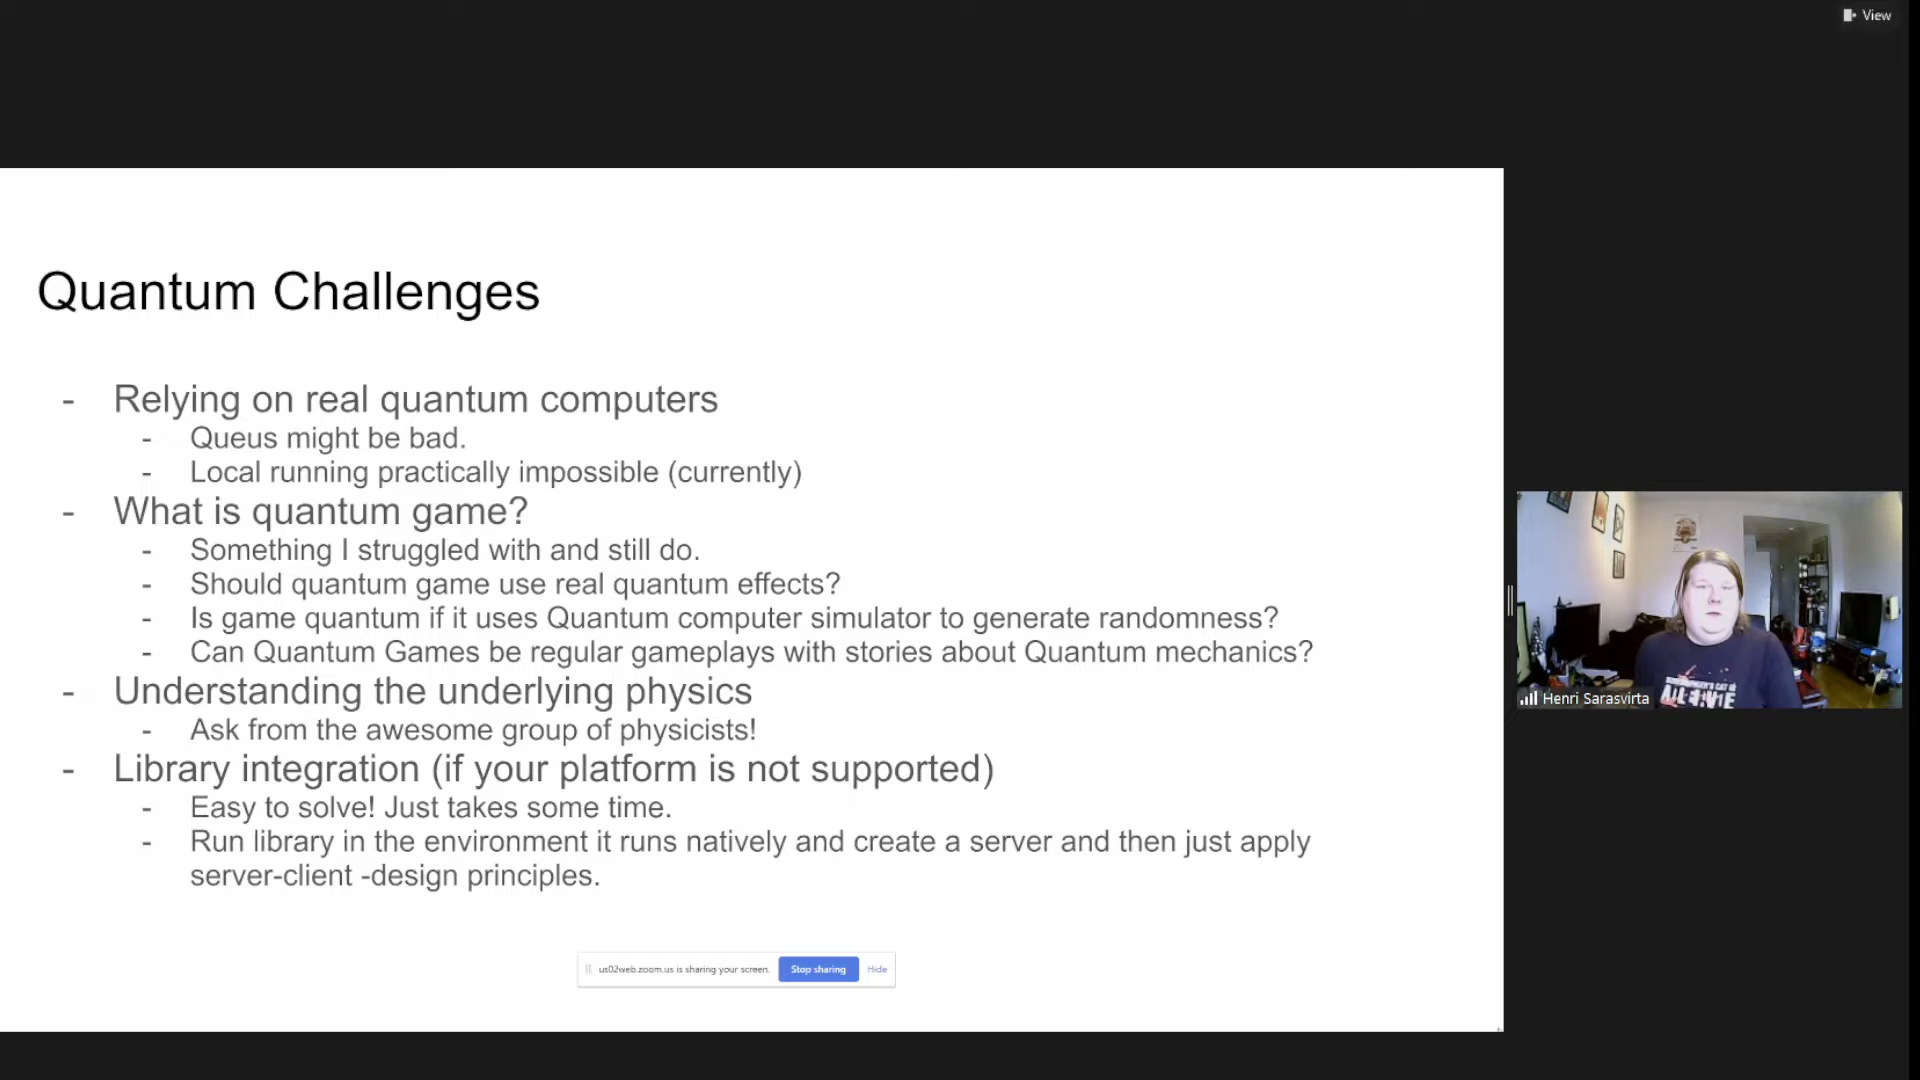 View
Quantum Challenges
- Relying on real quantum computers
- Queus might be bad.
- Local running practically impossible (currently)
- What is quantum game?
- Something I struggled with and still do.
- Should quantum game use real quantum effects?
- Is game quantum if it uses Quantum computer simulator to generate randomness?
- Can Quantum Games be regular gameplays with stories about Quantum mechanics?
- Understanding the underlying physics
- Ask from the awesome group of physicists!
- Library integration (if your platform is not supported)
- Easy to solve! Just takes some time.
- Run library in the environment it runs natively and create a server and then just apply
server-client -design principles.
us02web.zoom.us is sharing your screen. Stop sharing Hide
ALIVE
Henri Sarasvirta